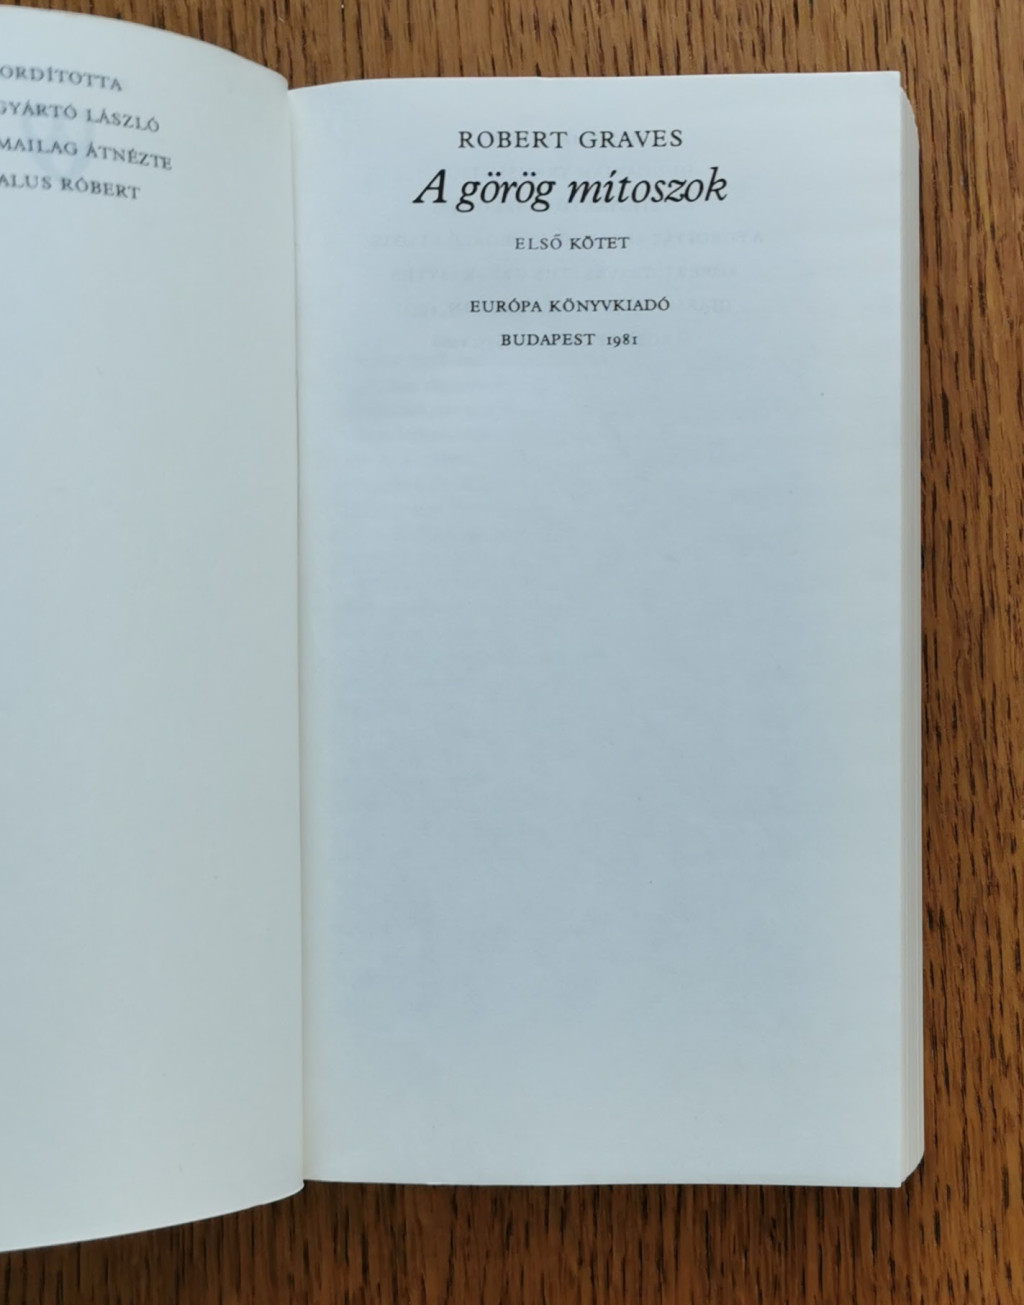 ORDÍTOTTA
GYÁRTÓ LÁSZLÓ
MAILAG ÁTNÉZTE
ALUS RÓBERT
ROBERT GRAVES
A görög mítoszok
ELSŐ KÖTET
EURÓPA KÖNYVKIADÓ
BUDAPEST 1981